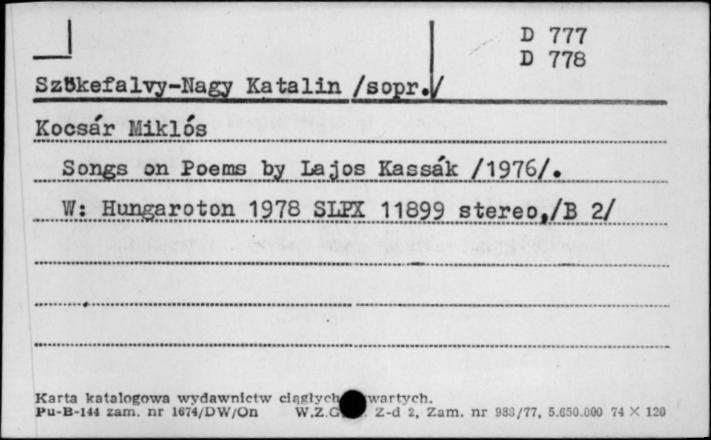 D 777
D 778
Szőkefalvy-Nagy Katalin /sopr./
Kocsár Miklós
Songs on Poems by Lajos Kassák /1976/.
W: Hungaroton 1978 SLPX 11899 stereo,/B 2/
Karta katalogowa wydawnictw ciągłych wartych.
Pu-B-144 zam. nr 1674/DW/On W.Z.G. Z-d 2, Zam. nr 983/77, 5.650.000 74 X 120